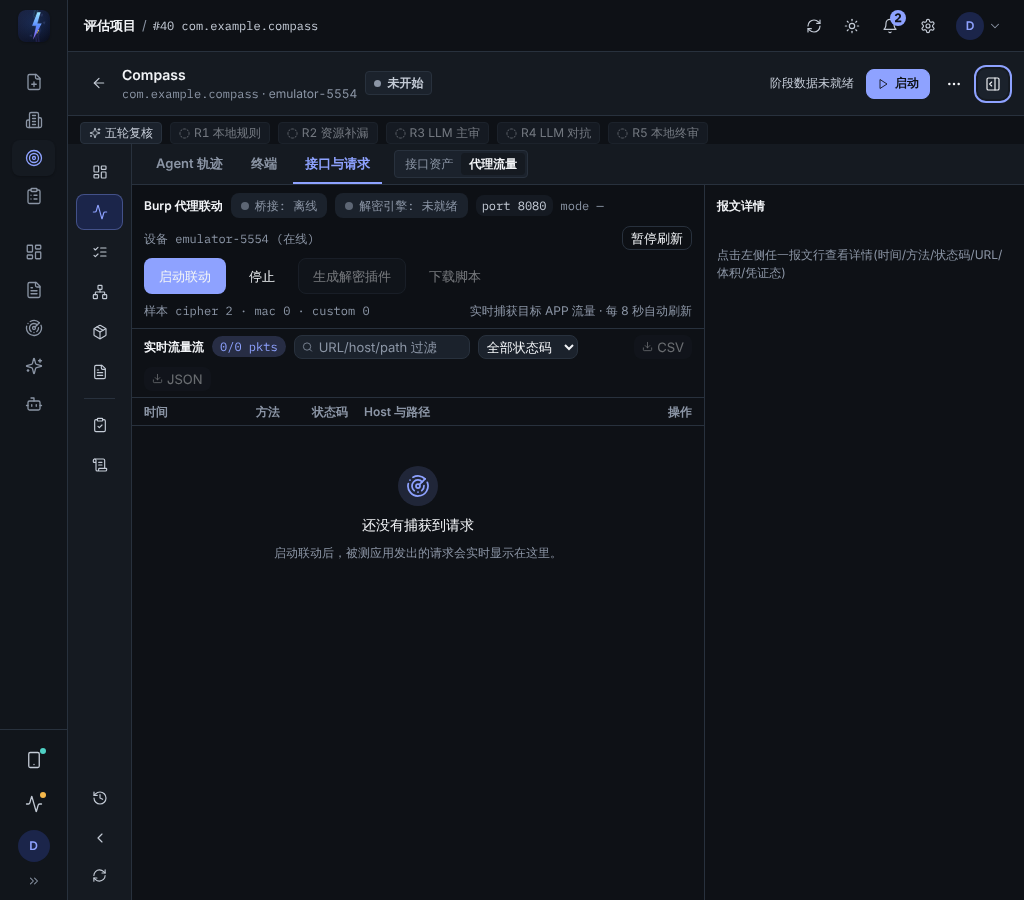 评估项目 / #40 com.example.compass
2
D
Compass
com.example.compass · emulator-5554
未开始
阶段数据未就绪
启动
五轮复核
R1 本地规则
R2 资源补漏
R3 LLM 主审
R4 LLM 对抗
R5 本地终审
Agent 轨迹
终端
接口与请求
接口资产
代理流量
Burp 代理联动
桥接: 离线
解密引擎: 未就绪
port 8080
mode —
设备 emulator-5554 (在线)
暂停刷新
启动联动
停止
生成解密插件
下载脚本
样本 cipher 2 · mac 0 · custom 0
实时捕获目标 APP 流量 · 每 8 秒自动刷新
实时流量流
0/0 pkts
URL/host/path 过滤
全部状态码
CSV
JSON
时间
方法
状态码
Host 与路径
操作
还没有捕获到请求
启动联动后，被测应用发出的请求会实时显示在这里。
报文详情
点击左侧任一报文行查看详情(时间/方法/状态码/URL/
体积/凭证态)
D